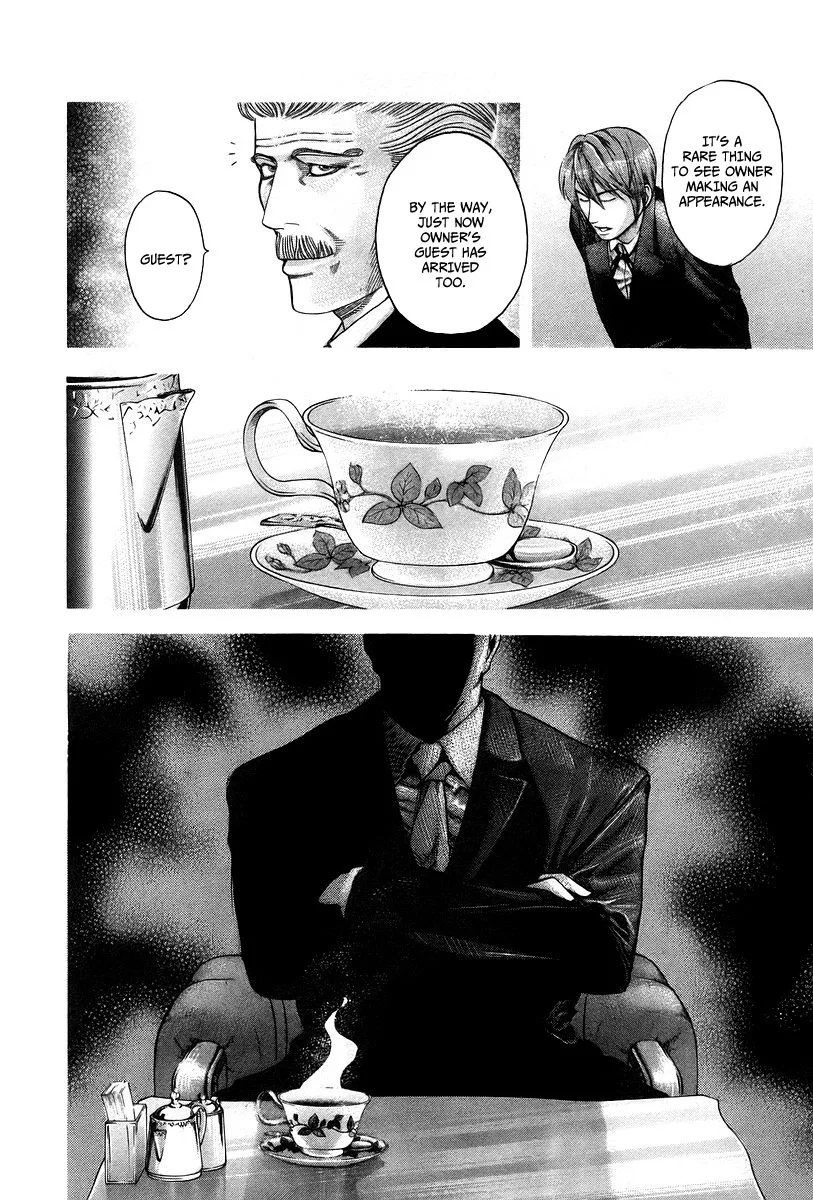 IT'S A
RARE THING
TO SEE OWNER
MAKING AN
APPEARANCE.
BY THE WAY,
JUST NOW
OWNER'S
GUEST HAS
ARRIVED
TOO.
GUEST?